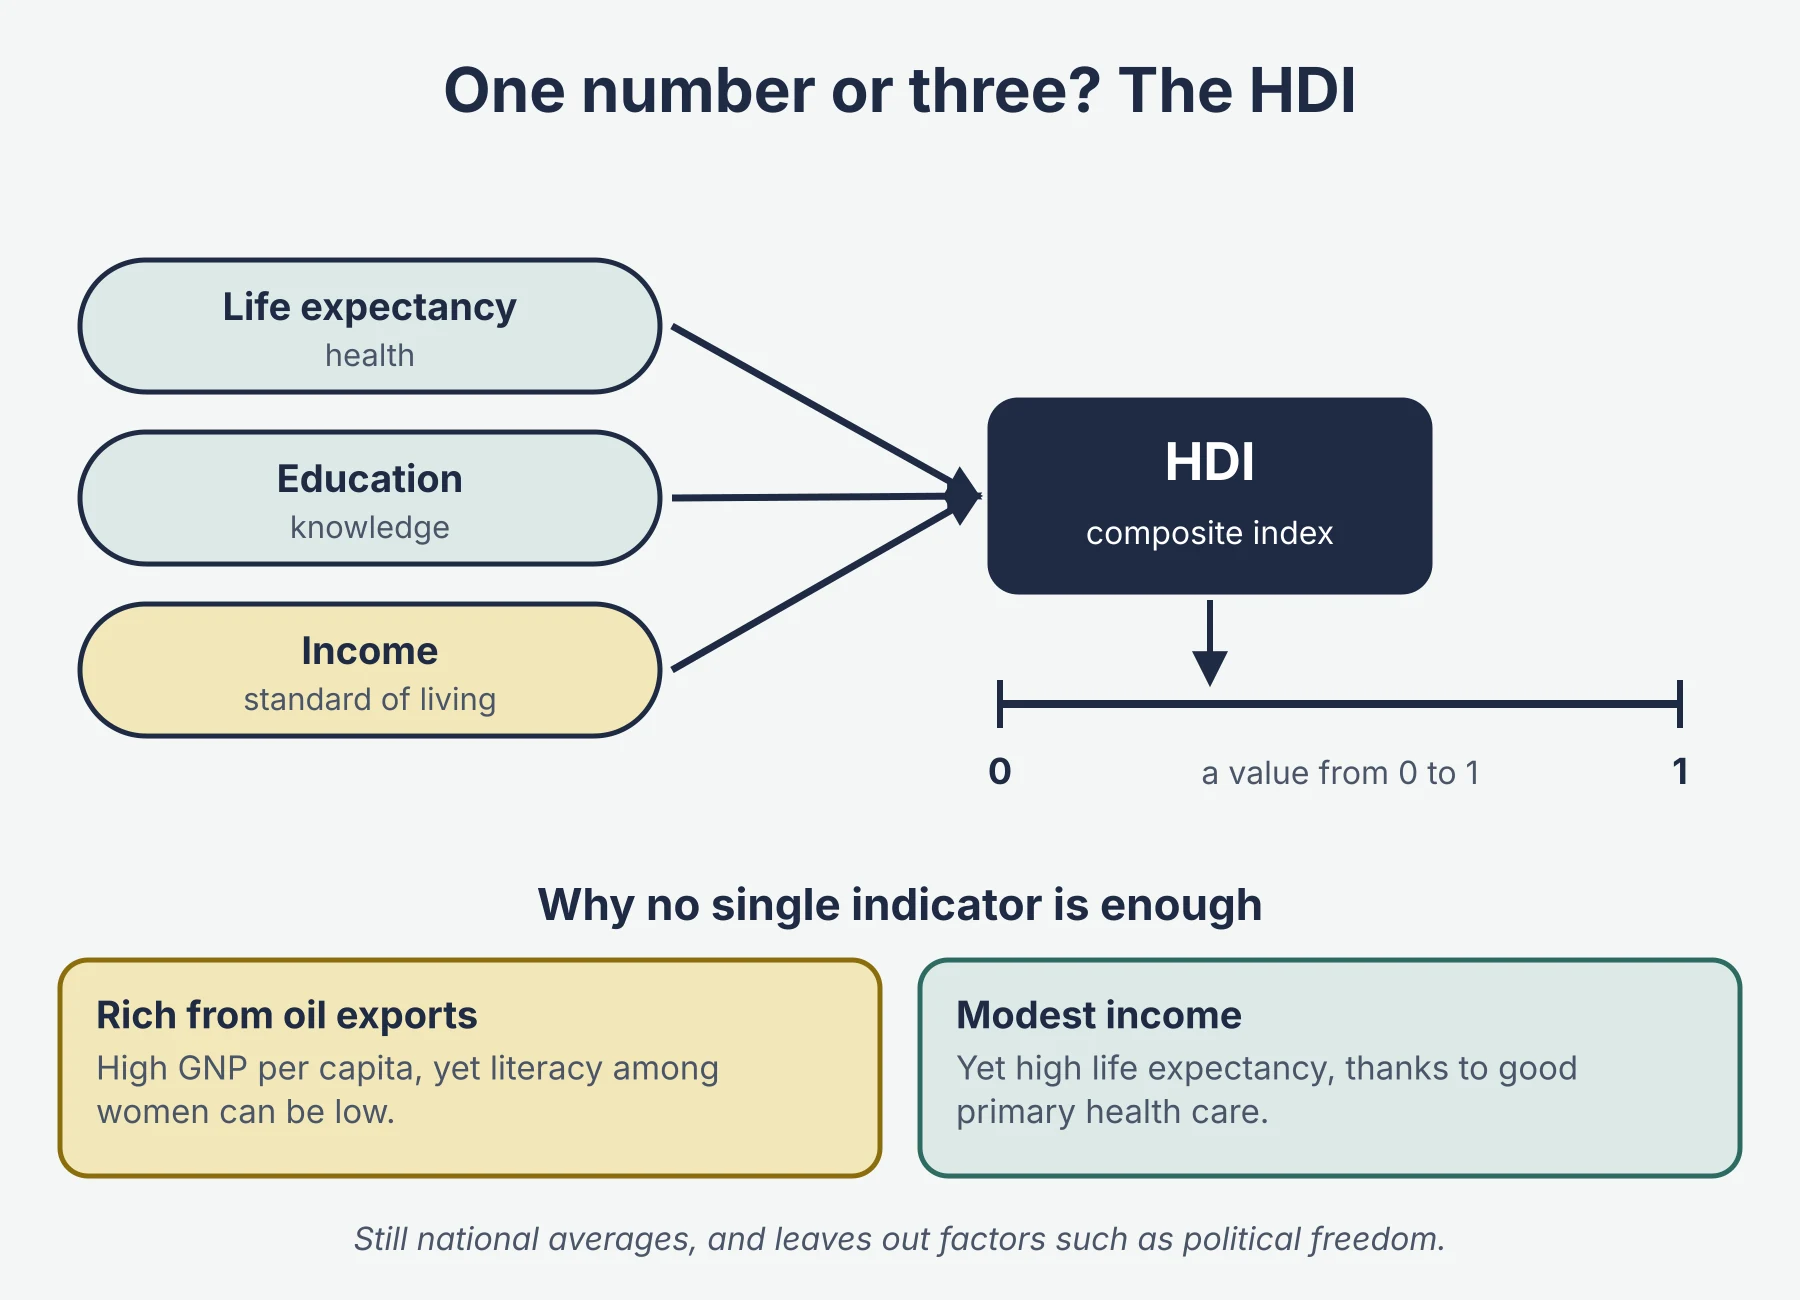 One number or three? The HDI
Life expectancy
health
Education
knowledge
Income
standard of living
HDI
composite index
0
a value from 0 to 1
1
Why no single indicator is enough
Rich from oil exports
High GNP per capita, yet literacy among
women can be low.
Modest income
Yet high life expectancy, thanks to good
primary health care.
Still national averages, and leaves out factors such as political freedom.